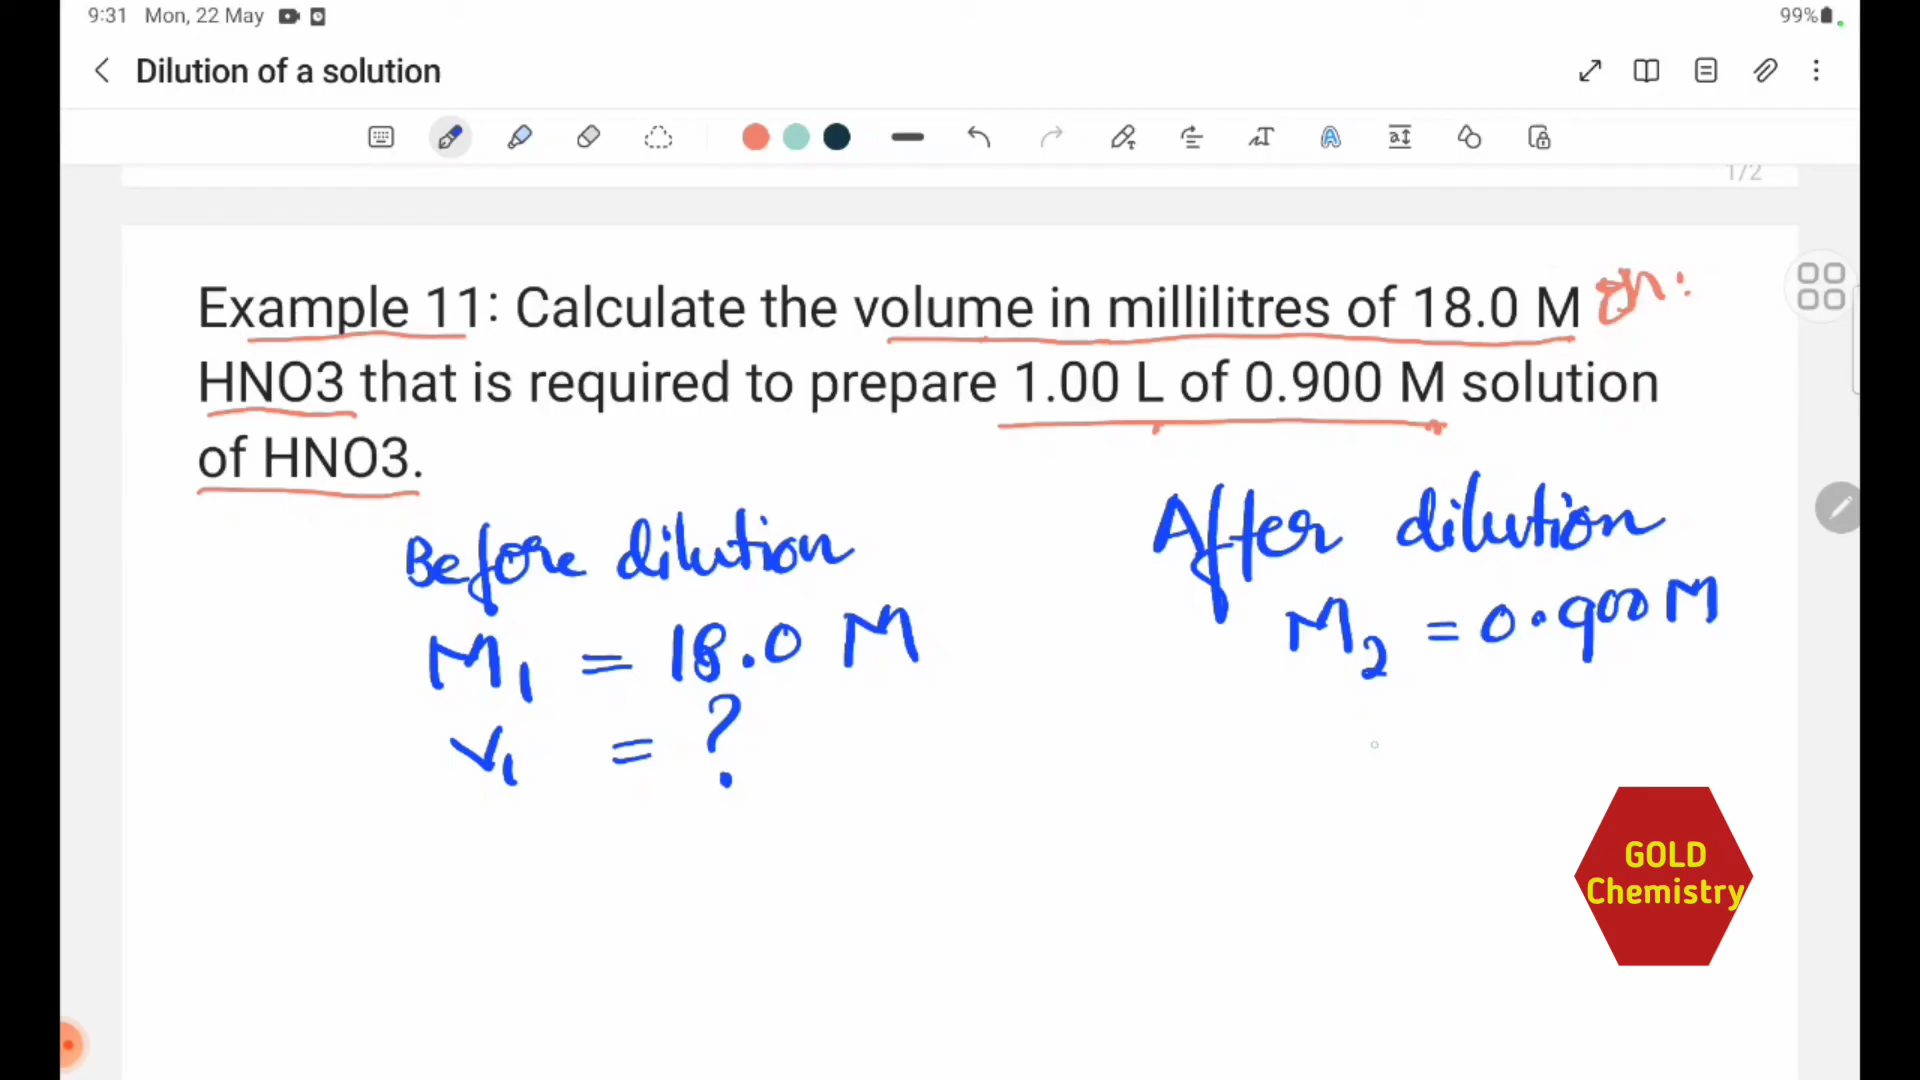 9:31 Mon, 22 May
99%
Dilution of a solution
1/2
Example 11: Calculate the volume in millilitres of 18.0 M
HNO3 that is required to prepare 1.00 L of 0.900 M solution
of HNO3.
Before dilution
After dilution
M₁ = 18.0 M
M₂ = 0.900 M
V₁ = ?
GOLD
Chemistry